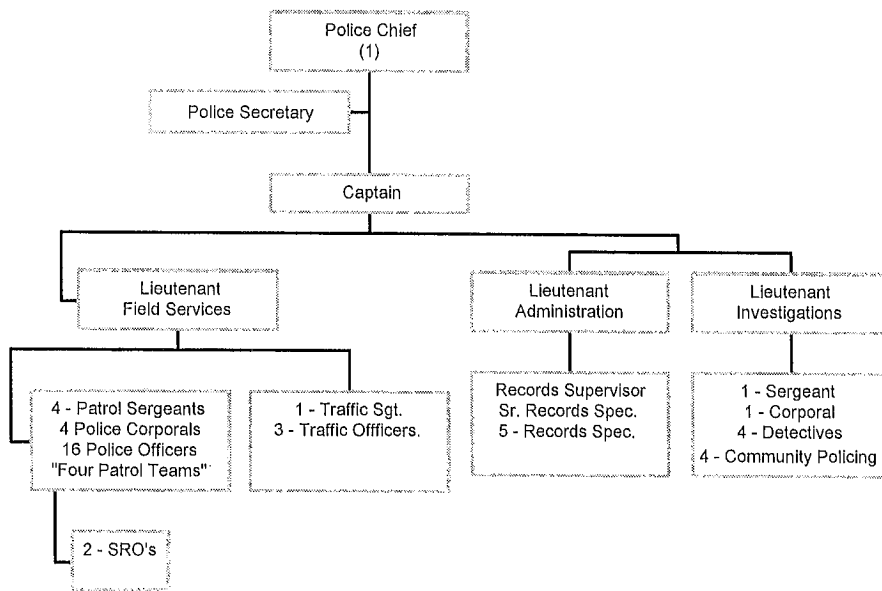 Police Chief
(1)
Police Secretary
Captain
Lieutenant
Field Services
Lieutenant
Administration
Lieutenant
Investigations
4 - Patrol Sergeants
4 Police Corporals
16 Police Officers
"Four Patrol Teams"
1 - Traffic Sgt.
3 - Traffic Offficers.
Records Supervisor
Sr. Records Spec.
5 - Records Spec.
1 - Sergeant
1 - Corporal
4 - Detectives
4 - Community Policing
2 - SRO's